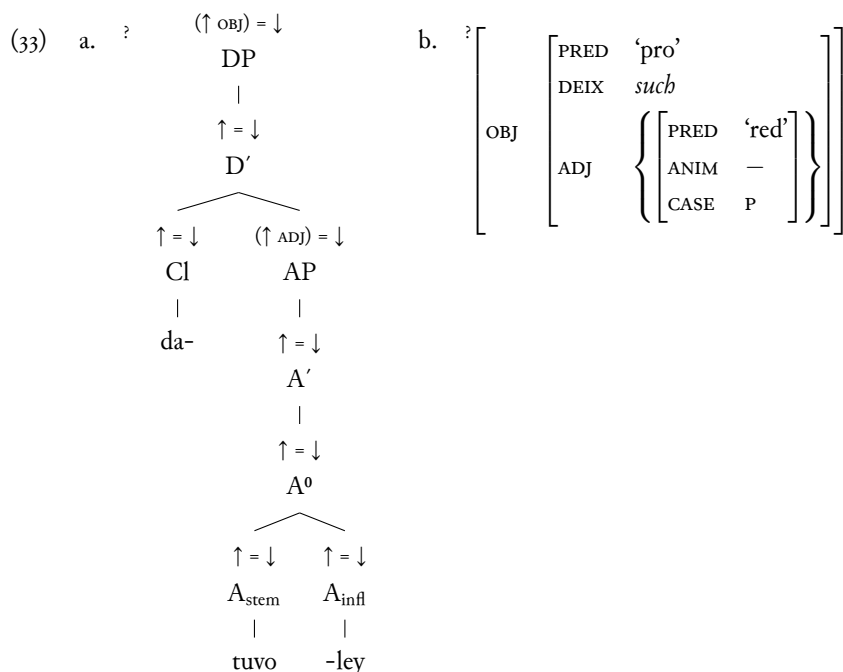 (33) a. ? (↑ OBJ) = ↓
DP
↑ = ↓
D′
↑ = ↓ (↑ ADJ) = ↓
Cl AP
da- ↑ = ↓
A′
↑ = ↓
A⁰
↑ = ↓ ↑ = ↓
Astem Ainfl
tuvo -ley
b. ?
PRED ‘pro’
DEIX such
OBJ ADJ
PRED ‘red’
ANIM –
CASE P